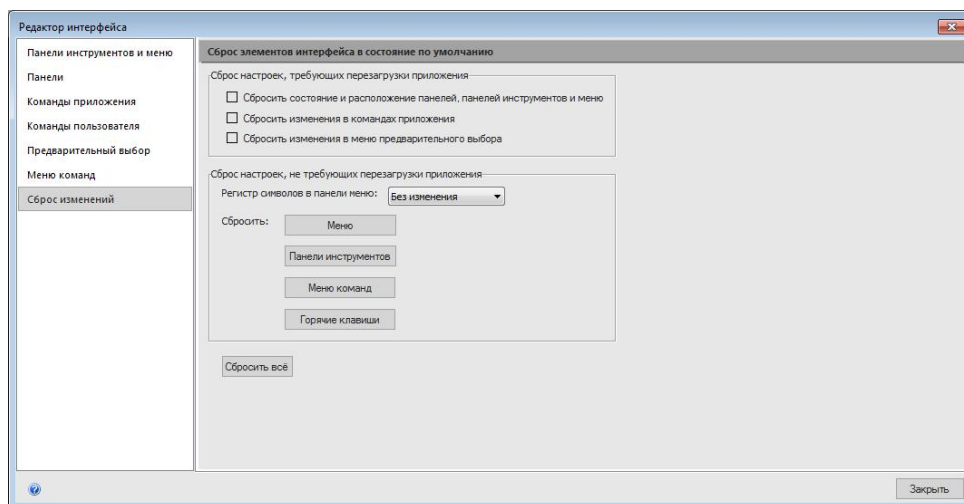 Редактор интерфейса
Панели инструментов и меню
Панели
Команды приложения
Команды пользователя
Предварительный выбор
Меню команд
Сброс изменений
Сброс элементов интерфейса в состояние по умолчанию
Сброс настроек, требующих перезагрузки приложения
Сбросить состояние и расположение панелей, панелей инструментов и меню
Сбросить изменения в командах приложения
Сбросить изменения в меню предварительного выбора
Сброс настроек, не требующих перезагрузки приложения
Регистр символов в панели меню: Без изменения
Сбросить: Меню
Панели инструментов
Меню команд
Горячие клавиши
Сбросить всё
Закрыть